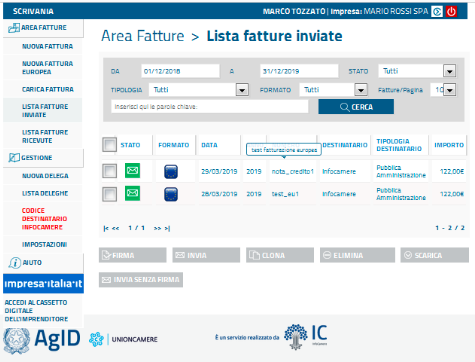 SCRIVANIA
MARCO TOZZATO | impresa: MARIO ROSSI SPA
AREA FATTURE
NUOVA FATTURA
NUOVA FATTURA
EUROPEA
CARICA FATTURA
LISTA FATTURE
INVIATE
LISTA FATTURE
RICEVUTE
GESTIONE
NUOVA DELEGA
LISTA DELEGHE
CODICE
DESTINATARIO
INFOCAMERE
IMPOSTAZIONI
AIUTO
impresa·italia·it
ACCEDI AL CASSETTO
DIGITALE
DELL'IMPRENDITORE
Area Fatture > Lista fatture inviate
DA 01/12/2018 A 31/12/2019 STATO Tutti
TIPOLOGIA Tutti FORMATO Tutti Fatture/Pagina 10
Inserisci qui le parole chiave: CERCA
STATO FORMATO DATA DESTINATARIO TIPOLOGIA DESTINATARIO IMPORTO
test fatturazione europea
29/03/2019 2019 nota_credito1 Infocamere Pubblica Amministrazione 122,00€
28/03/2019 2019 test_eu1 Infocamere Pubblica Amministrazione 122,00€
|< << 1 / 1 >> >| 1 - 2 / 2
FIRMA INVIA CLONA ELIMINA SCARICA
INVIA SENZA FIRMA
AgID UNIONCAMERE È un servizio realizzato da IC